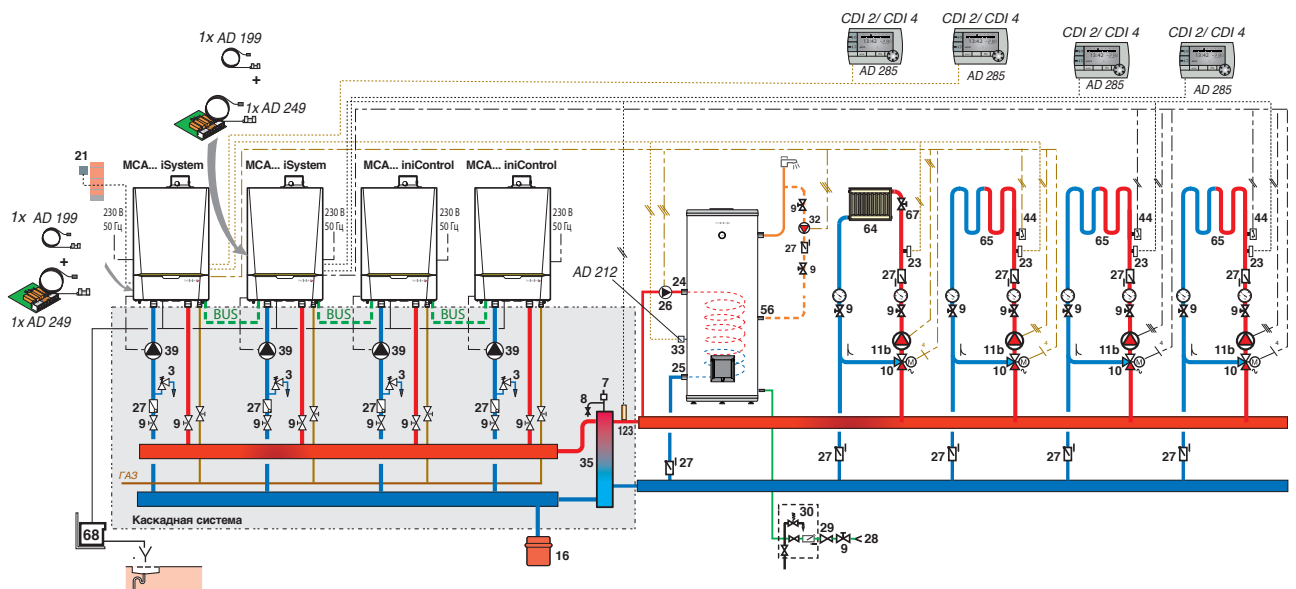 CDI 2/ CDI 4
CDI 2/ CDI 4
CDI 2/ CDI 4
CDI 2/ CDI 4
AD 285
AD 285
AD 285
AD 285
1x AD 199
+
1x AD 249
21
MCA... iSystem
MCA... iSystem
MCA... iniControl
MCA... iniControl
1x AD 199
+
1x AD 249
230 В
50 Гц
230 В
50 Гц
230 В
50 Гц
BUS
BUS
BUS
39
39
39
39
3
3
3
3
27
27
27
27
9
9
9
9
9
9
9
9
ГАЗ
Каскадная система
68
16
7
8
35
123
AD 212
24
26
33
25
56
9
32
27
9
27
30
29
9
28
64
67
23
27
9
9
11b
10
M
27
65
44
23
27
9
9
11b
10
M
27
65
44
23
27
9
9
11b
10
M
27
65
44
23
27
9
9
11b
10
M
27